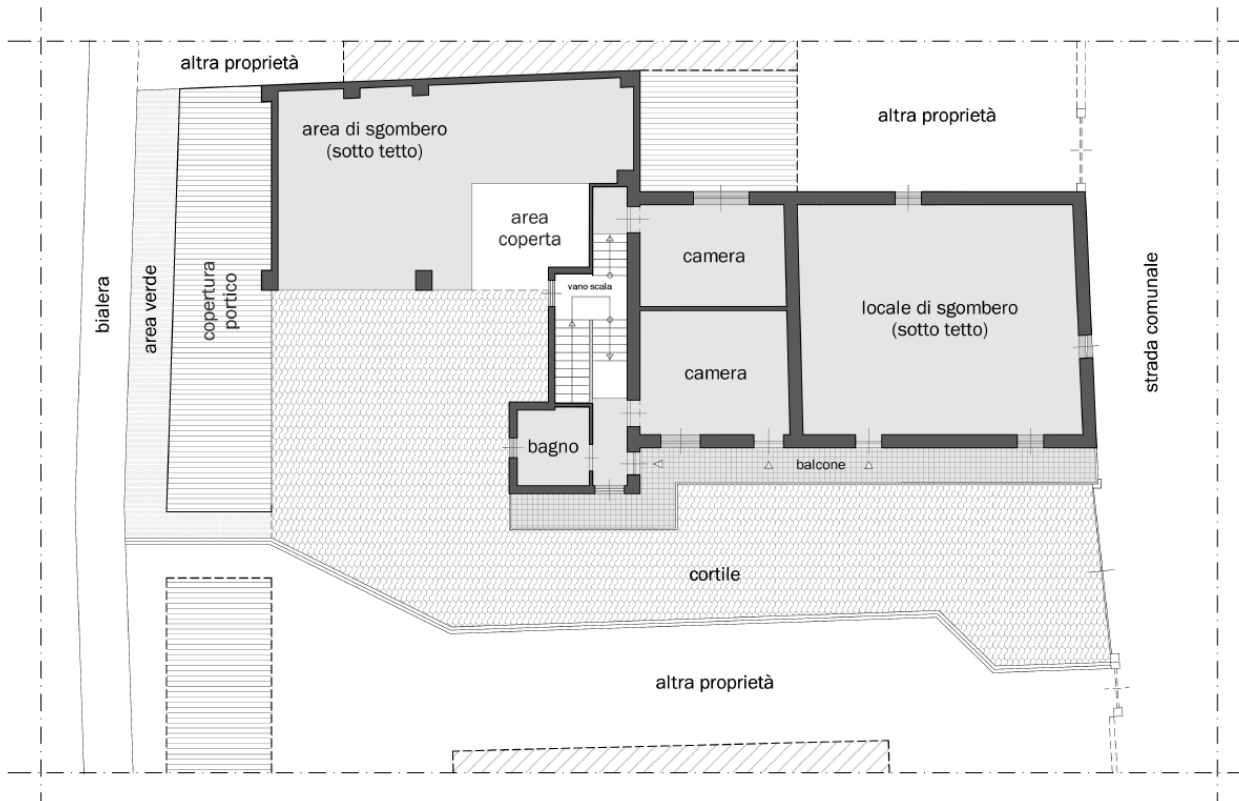 altra proprietà
altra proprietà
area di sgombero
(sotto tetto)
area
coperta
camera
vano scala
bialera
area verde
copertura
portico
locale di sgombero
(sotto tetto)
strada comunale
camera
bagno
balcone
cortile
altra proprietà